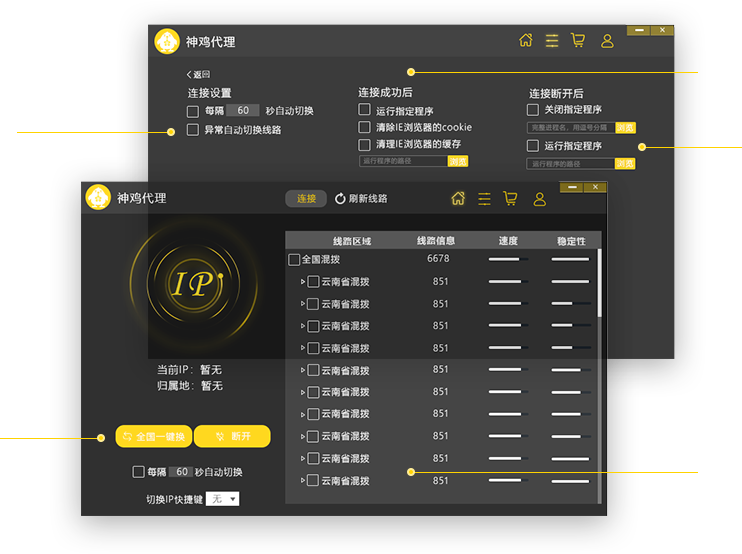 神鸡代理
返回
连接设置
每隔 60 秒自动切换
异常自动切换线路
连接成功后
运行指定程序
清除IE浏览器的cookie
清理IE浏览器的缓存
运行程序的路径 浏览
连接断开后
关闭指定程序
完整进程名，用逗号分隔 浏览
运行指定程序
运行程序的路径 浏览
神鸡代理 连接 刷新线路
IP
当前IP：暂无
归属地：暂无
全国一键换 断开
每隔 60 秒自动切换
切换IP快捷键 无
线路区域 线路信息 速度 稳定性
全国混拨 6678
云南省混拨 851
云南省混拨 851
云南省混拨 851
云南省混拨 851
云南省混拨 851
云南省混拨 851
云南省混拨 851
云南省混拨 851
云南省混拨 851
云南省混拨 851